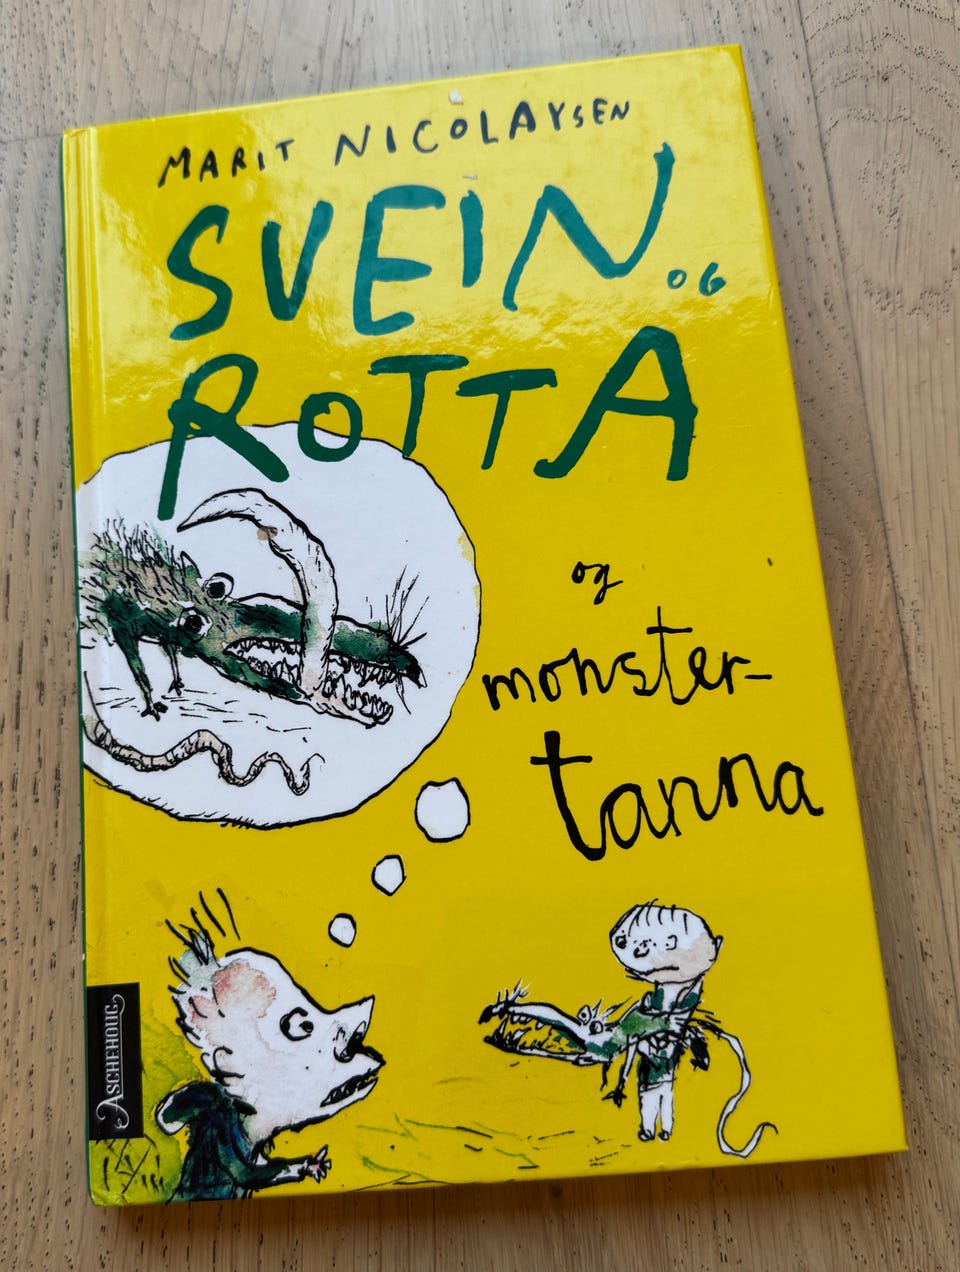 MARIT NICOLAYSEN
SVEIN OG
ROTTA
og
monster-
tanna
ASCHEHOUG